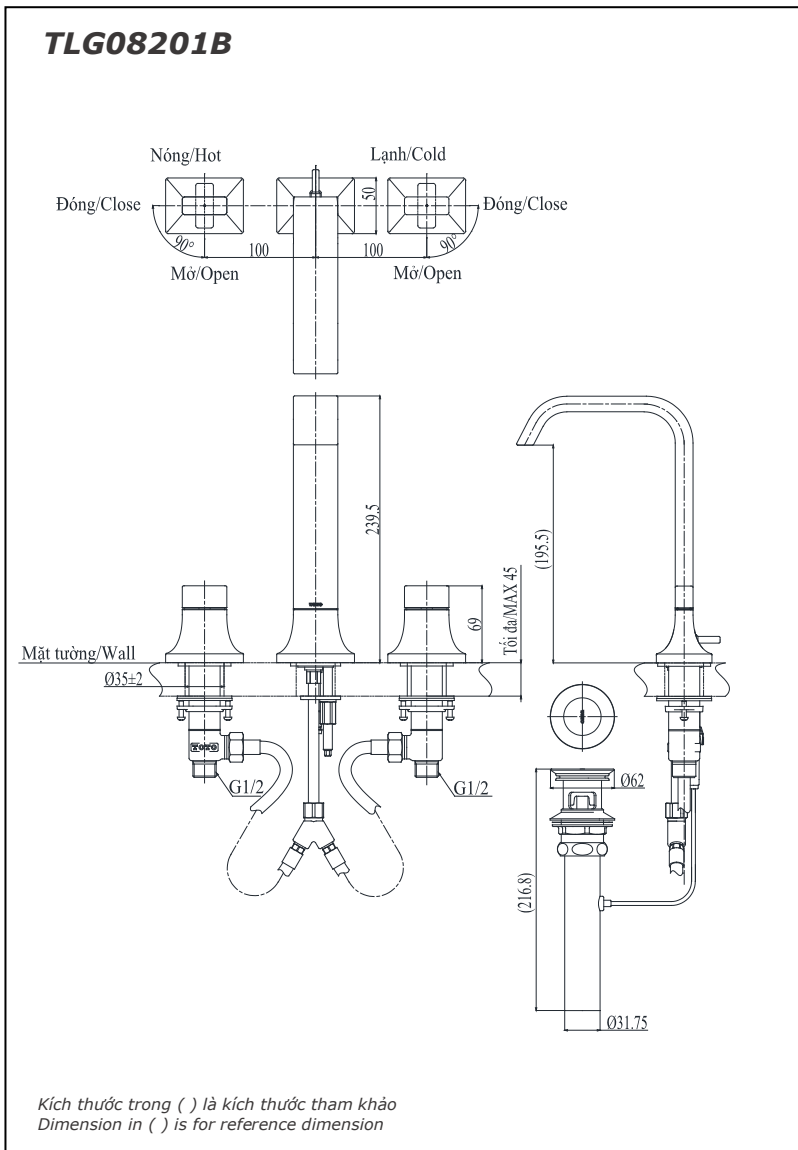 TLG08201B
Nóng/Hot
Lạnh/Cold
Đóng/Close
50
Đóng/Close
90°
100
100
90°
Mở/Open
Mở/Open
239.5
(195.5)
Tối đa/MAX 45
69
Mặt tường/Wall
Ø35±2
TOTO
G1/2
G1/2
Ø62
(216.8)
Ø31.75
Kích thước trong ( ) là kích thước tham khảo
Dimension in ( ) is for reference dimension